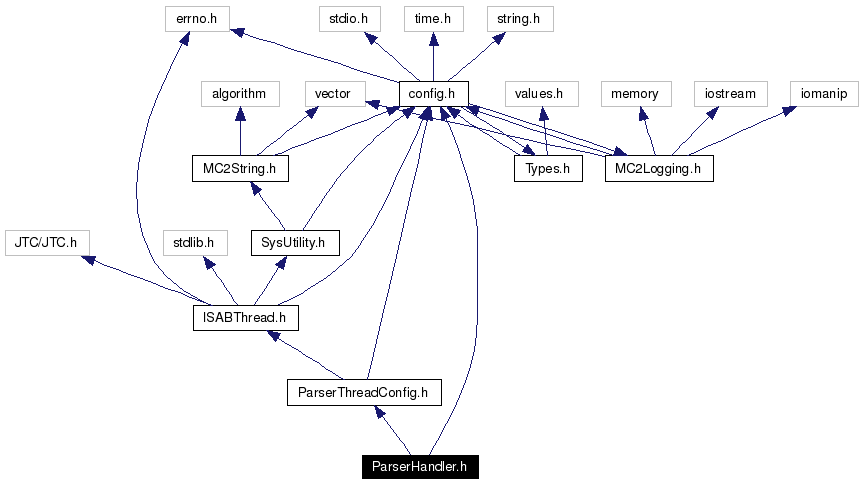 errno.h
stdio.h
time.h
string.h
algorithm
vector
config.h
values.h
memory
iostream
iomanip
MC2String.h
Types.h
MC2Logging.h
JTC/JTC.h
stdlib.h
SysUtility.h
ISABThread.h
ParserThreadConfig.h
ParserHandler.h